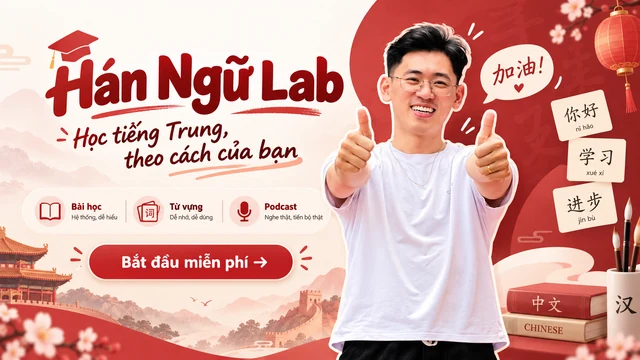 Hán Ngữ Lab
Học tiếng Trung,
theo cách của bạn
Bài học
Hệ thống, dễ hiểu
词
Từ vựng
Dễ nhớ, dễ dùng
Podcast
Nghe thật, tiến bộ thật
Bắt đầu miễn phí →
加油!
你好
nǐ hǎo
学习
xué xí
进步
jìn bù
中文
CHINESE
汉